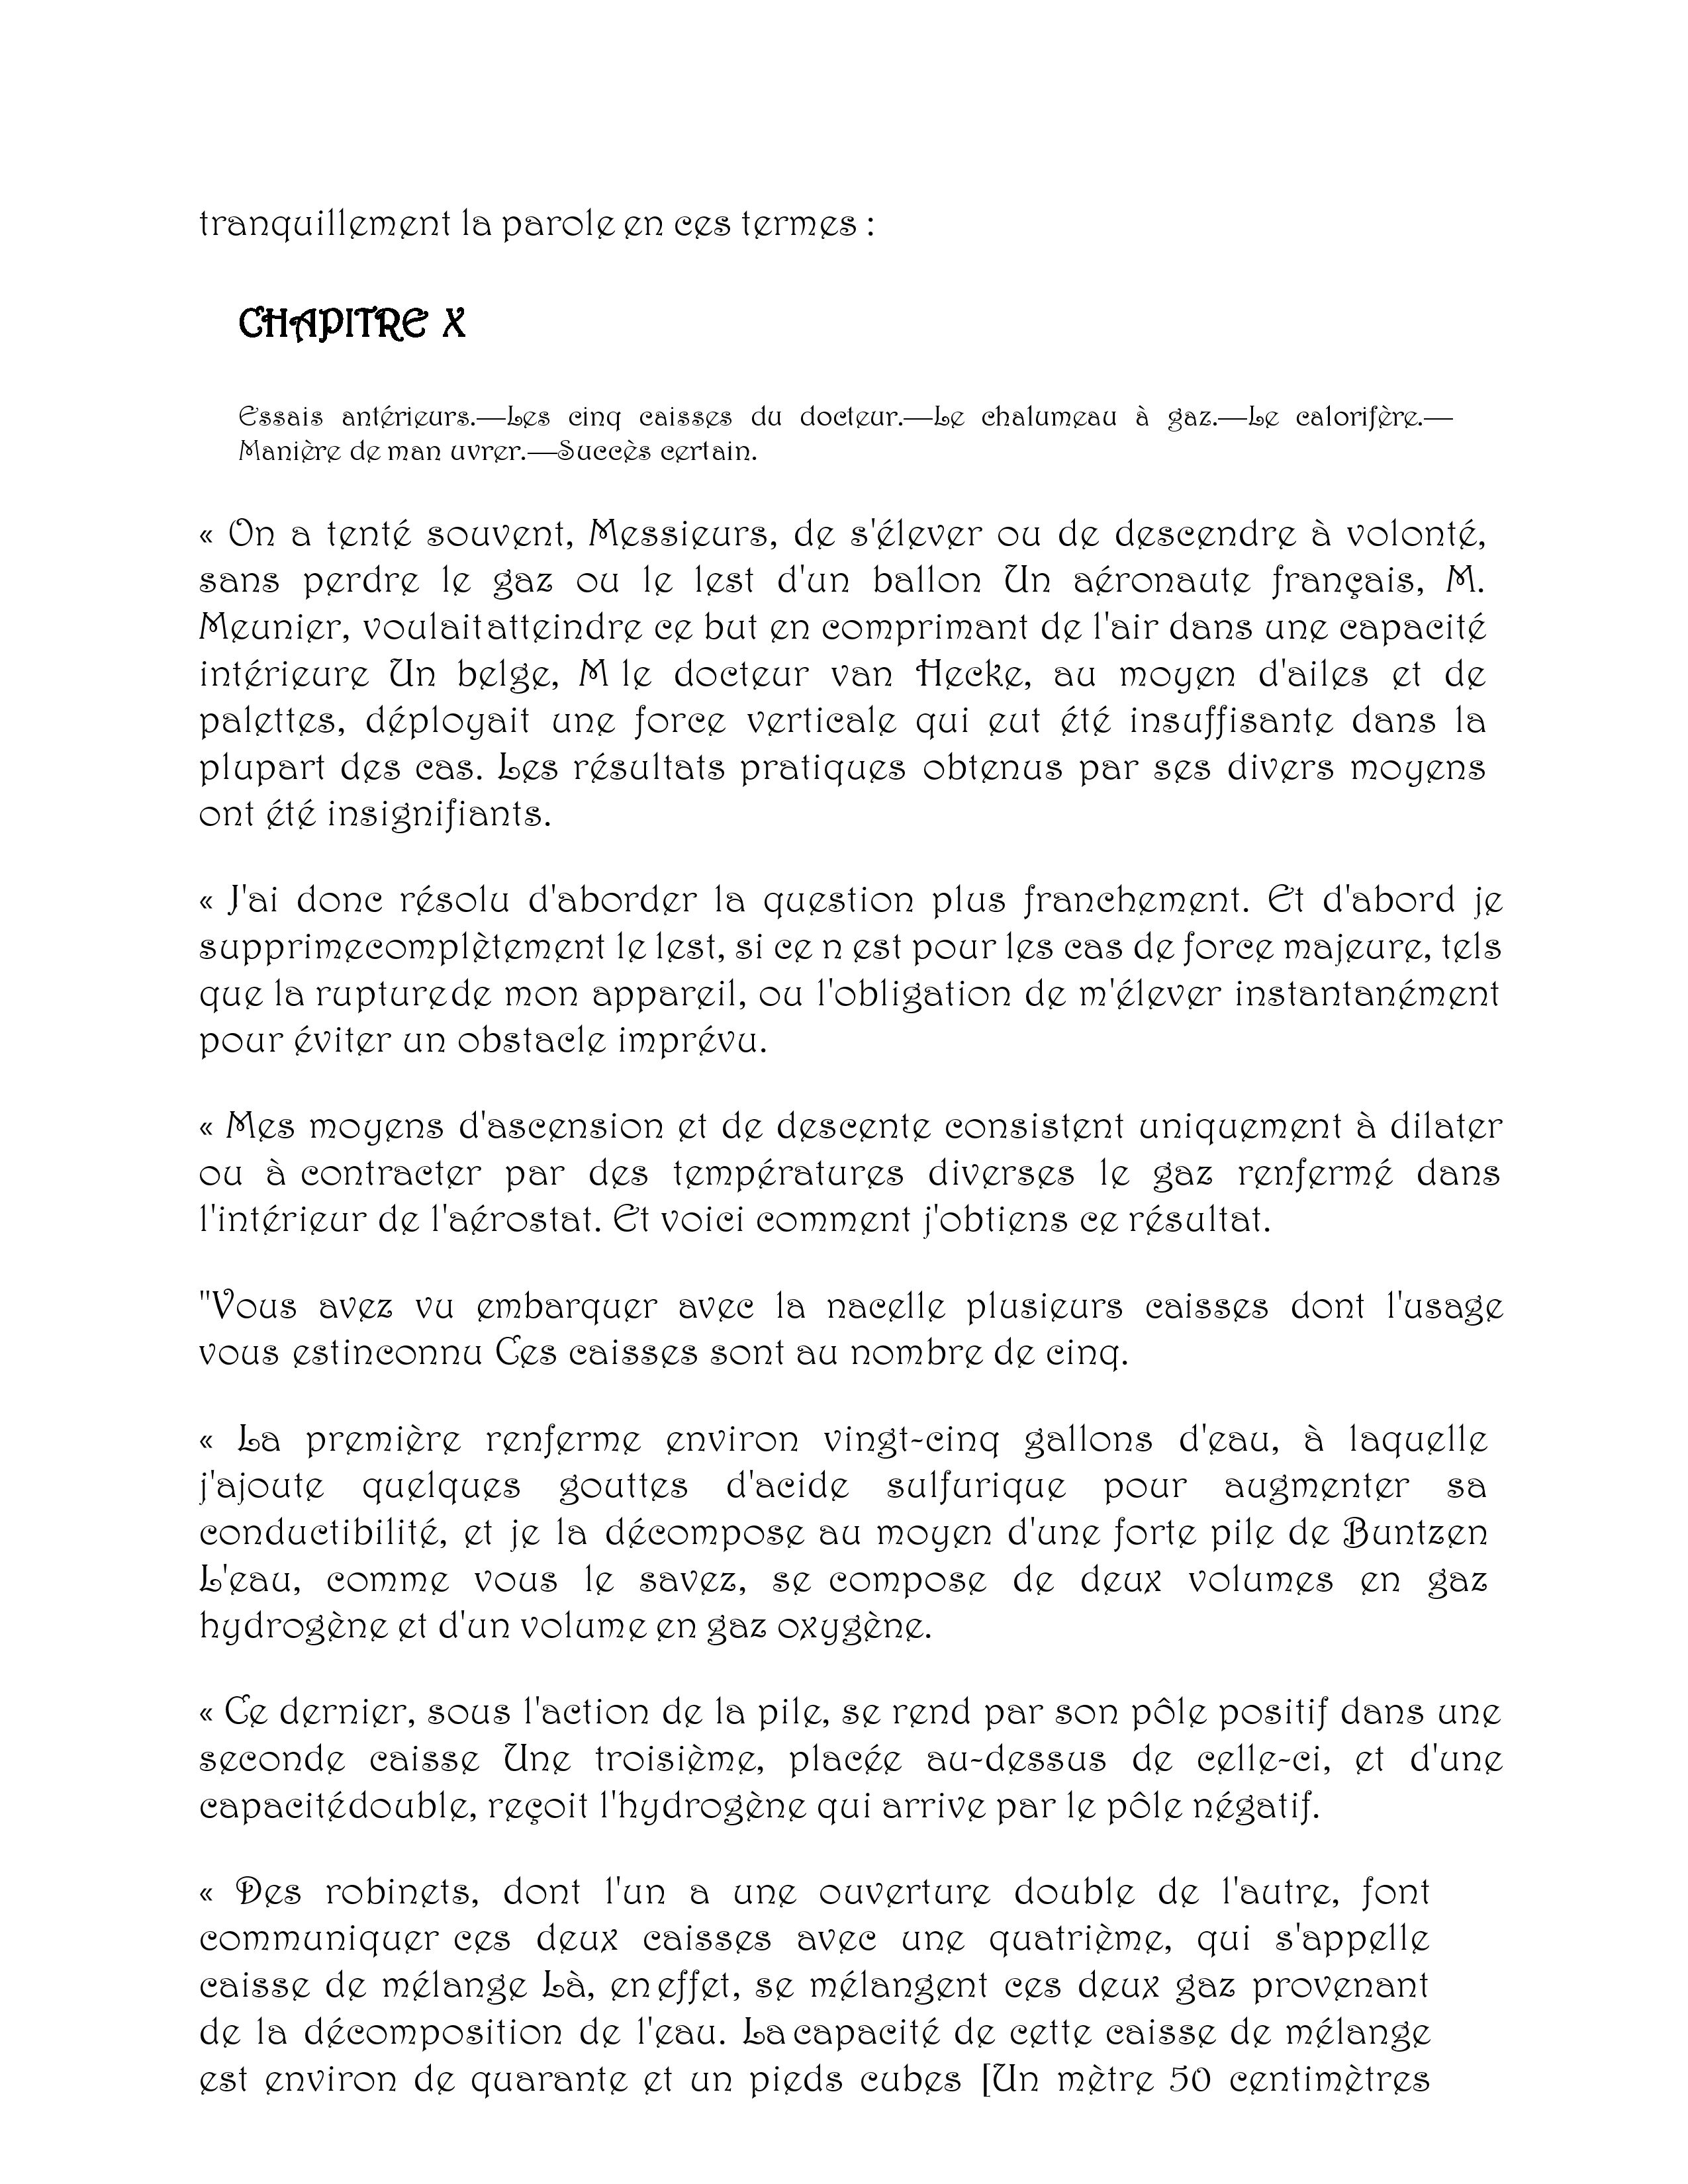 tranquillement la parole en ces termes :
CHAPITRE X
Essais antérieurs.—Les cinq caisses du docteur.—Le chalumeau à gaz.—Le calorifère.—
Manière de man uvrer.—Succès certain.
« On a tenté souvent, Messieurs, de s'élever ou de descendre à volonté,
sans perdre le gaz ou le lest d'un ballon Un aéronaute français, M.
Meunier, voulait atteindre ce but en comprimant de l'air dans une capacité
intérieure Un belge, M le docteur van Hecke, au moyen d'ailes et de
palettes, déployait une force verticale qui eut été insuffisante dans la
plupart des cas. Les résultats pratiques obtenus par ses divers moyens
ont été insignifiants.
« J'ai donc résolu d'aborder la question plus franchement. Et d'abord je
supprimecomplètement le lest, si ce n est pour les cas de force majeure, tels
que la rupturede mon appareil, ou l'obligation de m'élever instantanément
pour éviter un obstacle imprévu.
« Mes moyens d'ascension et de descente consistent uniquement à dilater
ou à contracter par des températures diverses le gaz renfermé dans
l'intérieur de l'aérostat. Et voici comment j'obtiens ce résultat.
"Vous avez vu embarquer avec la nacelle plusieurs caisses dont l'usage
vous estinconnu Ces caisses sont au nombre de cinq.
« La première renferme environ vingt-cinq gallons d'eau, à laquelle
j'ajoute quelques gouttes d'acide sulfurique pour augmenter sa
conductibilité, et je la décompose au moyen d'une forte pile de Buntzen
L'eau, comme vous le savez, se compose de deux volumes en gaz
hydrogène et d'un volume en gaz oxygène.
« Ce dernier, sous l'action de la pile, se rend par son pôle positif dans une
seconde caisse Une troisième, placée au-dessus de celle-ci, et d'une
capacitédouble, reçoit l'hydrogène qui arrive par le pôle négatif.
« Des robinets, dont l'un a une ouverture double de l'autre, font
communiquer ces deux caisses avec une quatrième, qui s'appelle
caisse de mélange Là, en effet, se mélangent ces deux gaz provenant
de la décomposition de l'eau. La capacité de cette caisse de mélange
est environ de quarante et un pieds cubes [Un mètre 50 centimètres